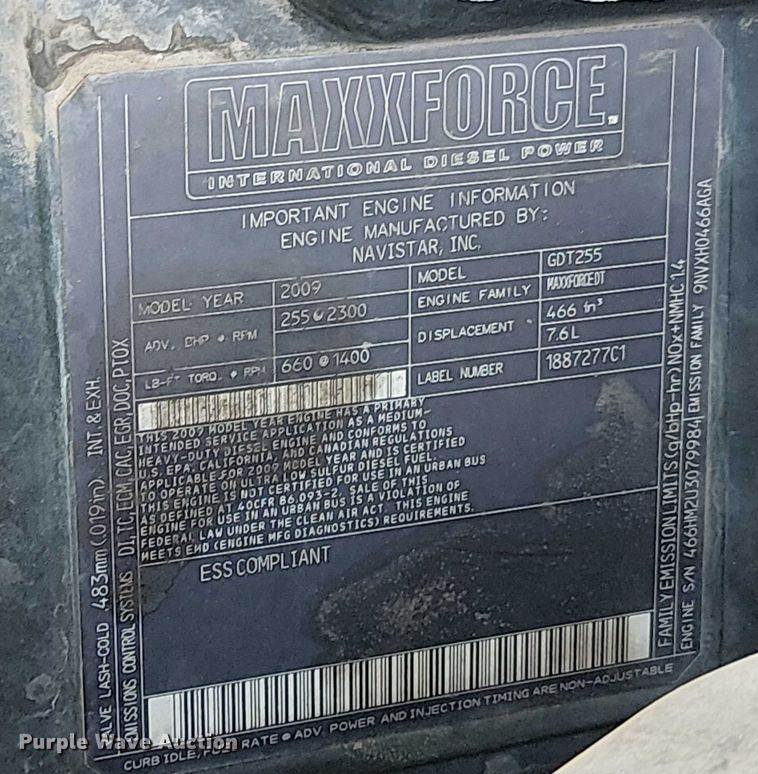 MAXXFORCE™
INTERNATIONAL DIESEL POWER
IMPORTANT ENGINE INFORMATION
ENGINE MANUFACTURED BY:
NAVISTAR, INC.
MODEL YEAR 2009 MODEL GDT255
ADV. BHP @ RPM 255@2300 ENGINE FAMILY MAXXFORCE DT
DISPLACEMENT 466 in³
7.6L
LB-FT TORQ. @ RPM 660@1400 LABEL NUMBER 1887277C1
THIS 2009 MODEL YEAR ENGINE HAS A PRIMARY
INTENDED SERVICE APPLICATION AS A MEDIUM-
HEAVY-DUTY DIESEL ENGINE AND CONFORMS TO
U.S. EPA, CALIFORNIA, AND CANADIAN REGULATIONS
APPLICABLE FOR 2009 MODEL YEAR AND IS CERTIFIED
TO OPERATE ON ULTRA LOW SULFUR DIESEL FUEL.
THIS ENGINE IS NOT CERTIFIED FOR USE IN AN URBAN BUS
AS DEFINED AT 40CFR 86.093-2. SALE OF THIS
ENGINE FOR USE IN AN URBAN BUS IS A VIOLATION OF
FEDERAL LAW UNDER THE CLEAN AIR ACT. THIS ENGINE
MEETS EMD (ENGINE MFG DIAGNOSTICS) REQUIREMENTS.
ESS COMPLIANT
VALVE LASH-COLD .483mm(.019in). INT.& EXH.
EMISSIONS CONTROL SYSTEMS DI, TC, ECM, CAC, EGR, DOC, PTOX
FAMILY EMISSION LIMITS (g/bHp-hr) NOx+NMHC 1.4
ENGINE S/N 466HM2U3079984 EMISSION FAMILY 9NVXH0466AGA
CURB IDLE, FUEL RATE @ ADV. POWER AND INJECTION TIMING ARE NON-ADJUSTABLE
Purple Wave Auction